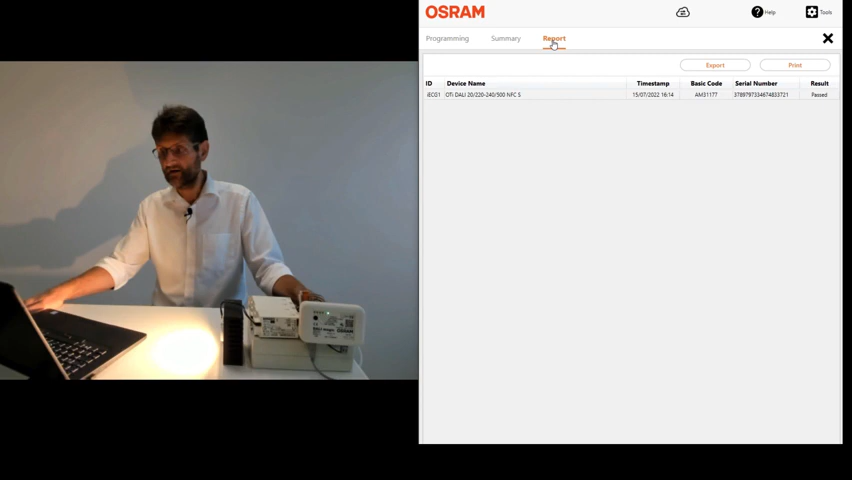 OSRAM
Help
Tools
Programming
Summary
Report
Export
Print
ID Device Name Timestamp Basic Code Serial Number Result
iECG1 OTi DALI 20/220-240/500 NFC S 15/07/2022 16:14 AM31177 3789797334674833721 Passed
OSRAM